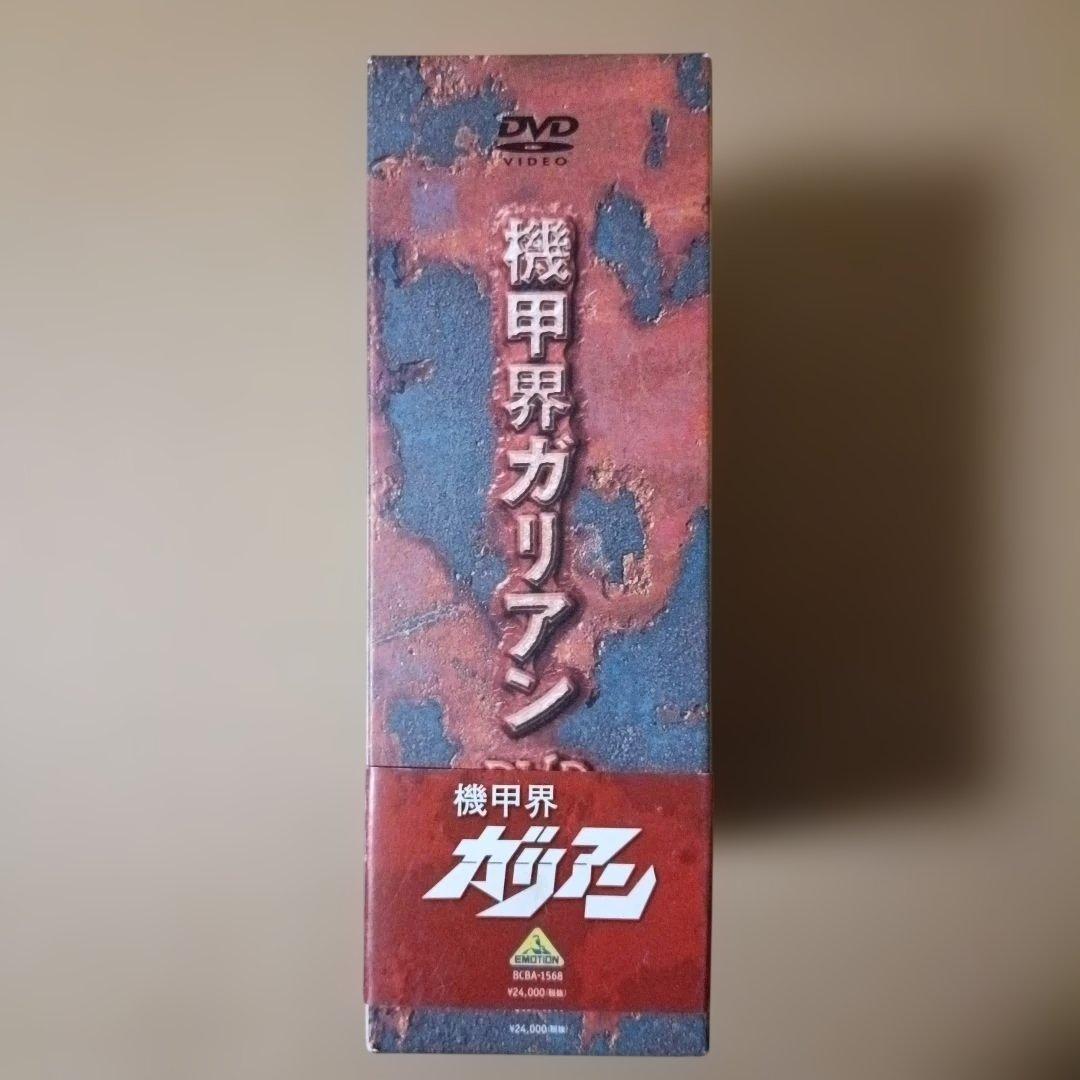 DVD
VIDEO
機甲界ガリアン
機甲界
ガリアン
EMOTION
BCBA-1568
¥24,000(税抜)
¥24,000(税抜)